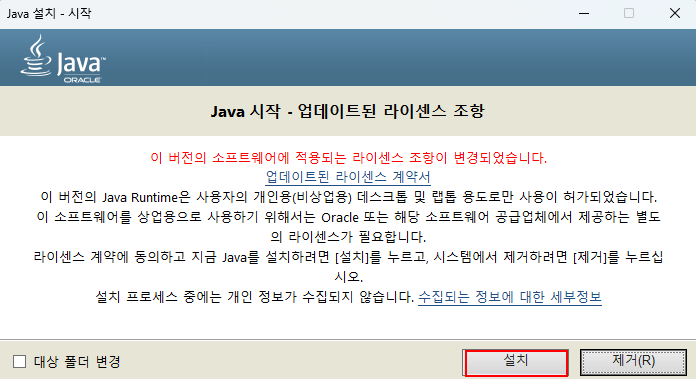 Java 설치 - 시작
Java™
ORACLE
Java 시작 - 업데이트된 라이센스 조항
이 버전의 소프트웨어에 적용되는 라이센스 조항이 변경되었습니다.
업데이트된 라이센스 계약서
이 버전의 Java Runtime은 사용자의 개인용(비상업용) 데스크톱 및 랩톱 용도로만 사용이 허가되었습니다.
이 소프트웨어를 상업용으로 사용하기 위해서는 Oracle 또는 해당 소프트웨어 공급업체에서 제공하는 별도
의 라이센스가 필요합니다.
라이센스 계약에 동의하고 지금 Java를 설치하려면 [설치]를 누르고, 시스템에서 제거하려면 [제거]를 누르십
시오.
설치 프로세스 중에는 개인 정보가 수집되지 않습니다. 수집되는 정보에 대한 세부정보
대상 폴더 변경
설치
제거(R)